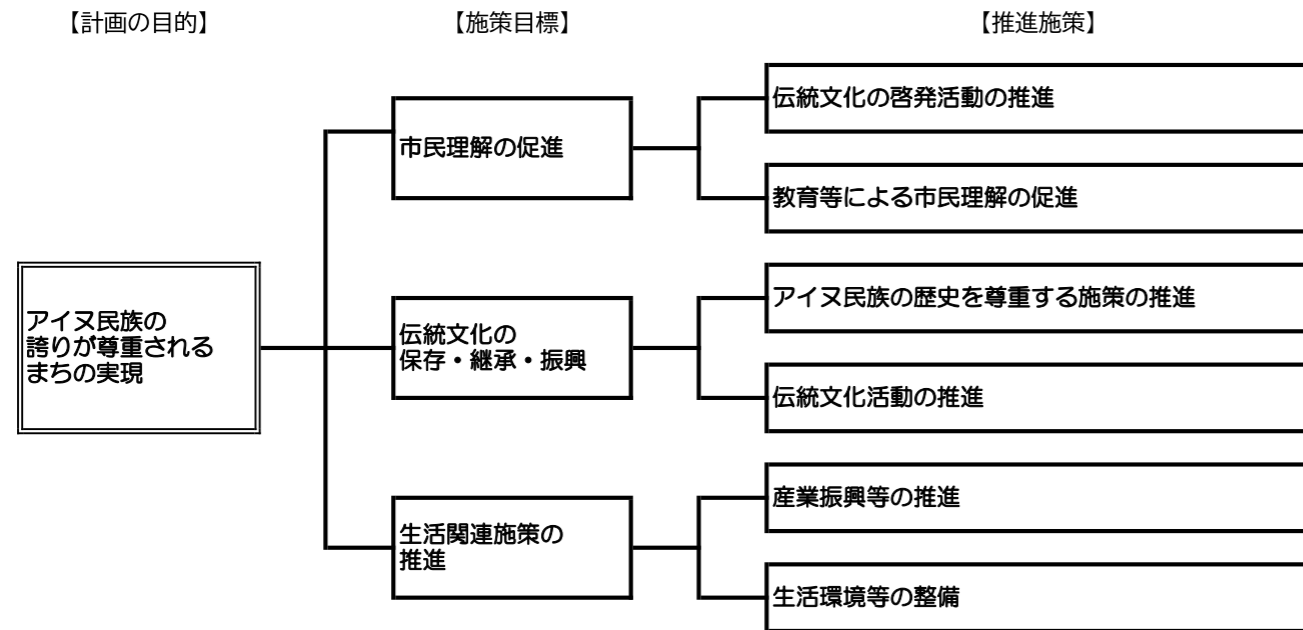 【計画の目的】
【施策目標】
【推進施策】
アイヌ民族の
誇りが尊重される
まちの実現
市民理解の促進
伝統文化の啓発活動の推進
教育等による市民理解の促進
伝統文化の
保存・継承・振興
アイヌ民族の歴史を尊重する施策の推進
伝統文化活動の推進
生活関連施策の
推進
産業振興等の推進
生活環境等の整備